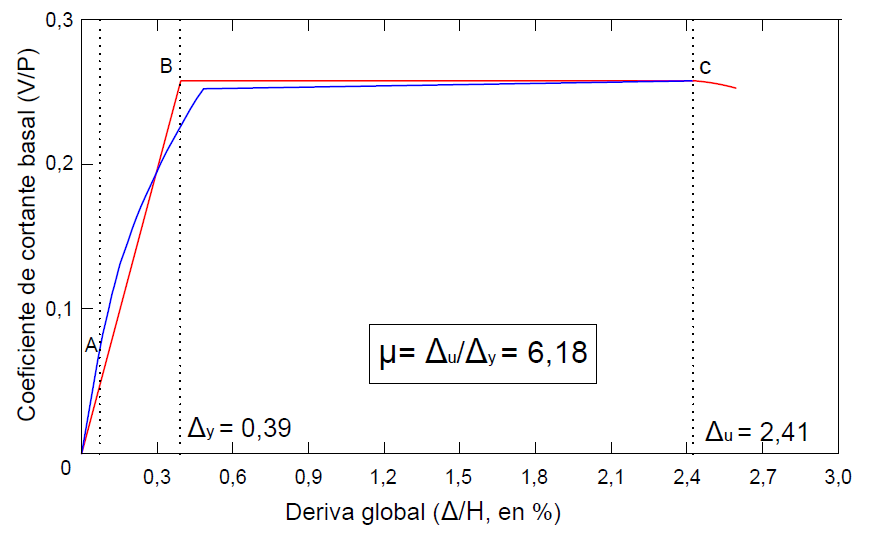 Coeficiente de cortante basal (V/P)
0,3
0,2
0,1
0
B
c
A
μ= Δu/Δy = 6,18
Δy = 0,39
Δu = 2,41
0,3 0,6 0,9 1,2 1,5 1,8 2,1 2,4 2,7 3,0
Deriva global (Δ/H, en %)